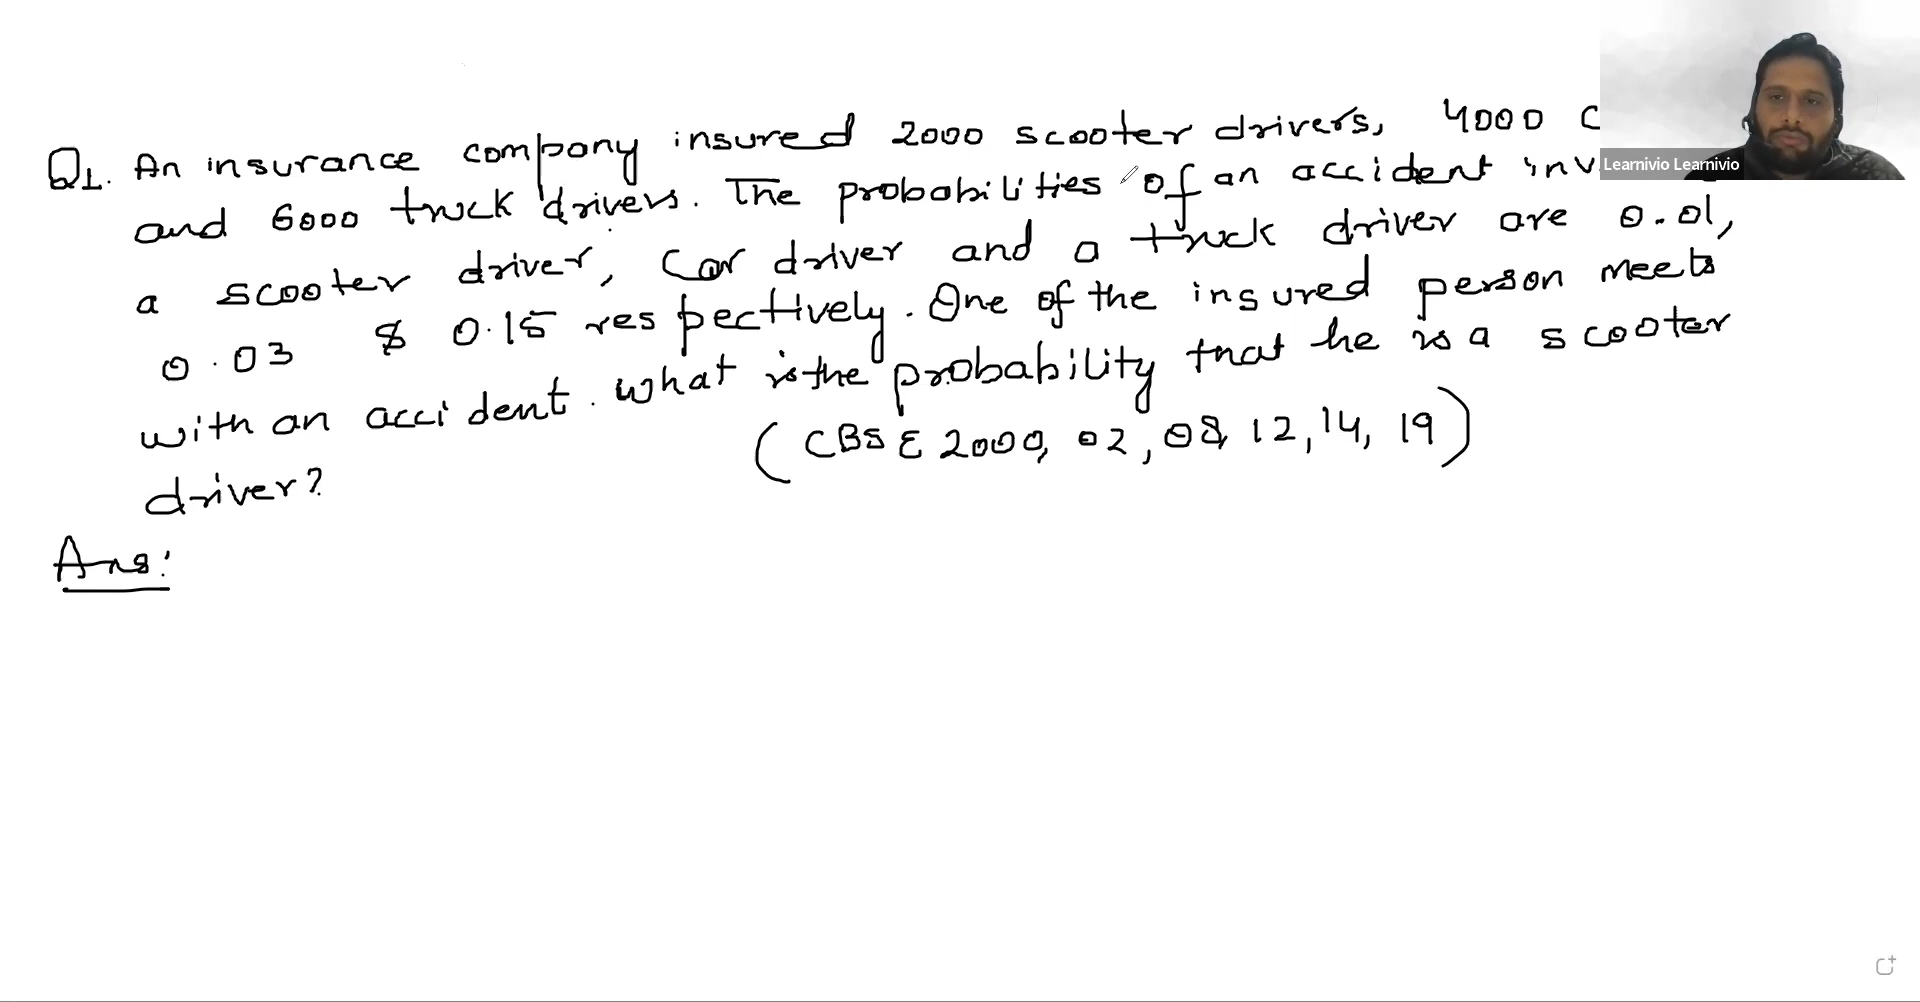 Q1. An insurance company insured 2000 scooter drivers, 4000 C
and 6000 truck drivers. The probabilities of an accident inv
a scooter driver, Car driver and a truck driver are 0.01,
0.03 & 0.15 respectively. One of the insured person meets
with an accident. what is the probability that he is a scooter
driver?
(CBSE 2000, 02, 08, 12, 14, 19)
Ans:
Learnivio Learnivio